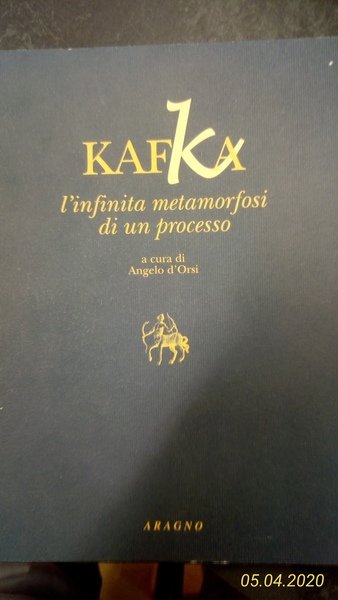 KAFKA
l'infinita metamorfosi
di un processo
a cura di
Angelo d'Orsi
ARAGNO
05.04.2020